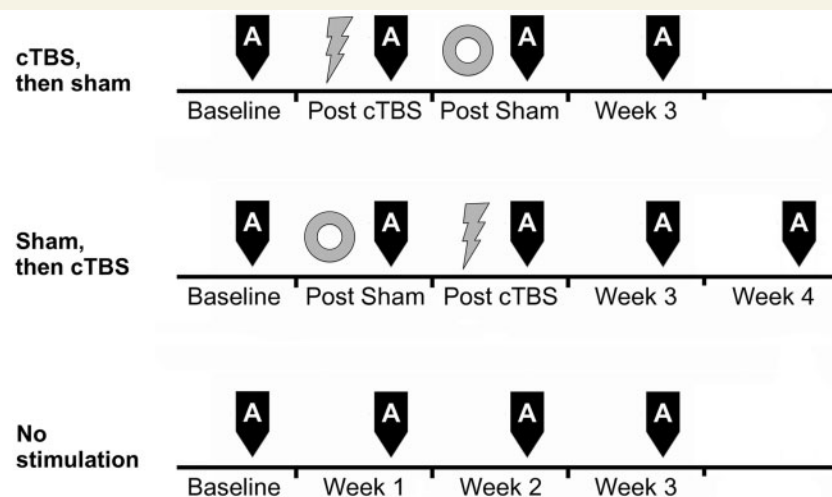 A A A A
cTBS,
then sham
Baseline Post cTBS Post Sham Week 3
A A A A A
Sham,
then cTBS
Baseline Post Sham Post cTBS Week 3 Week 4
A A A A
No
stimulation
Baseline Week 1 Week 2 Week 3